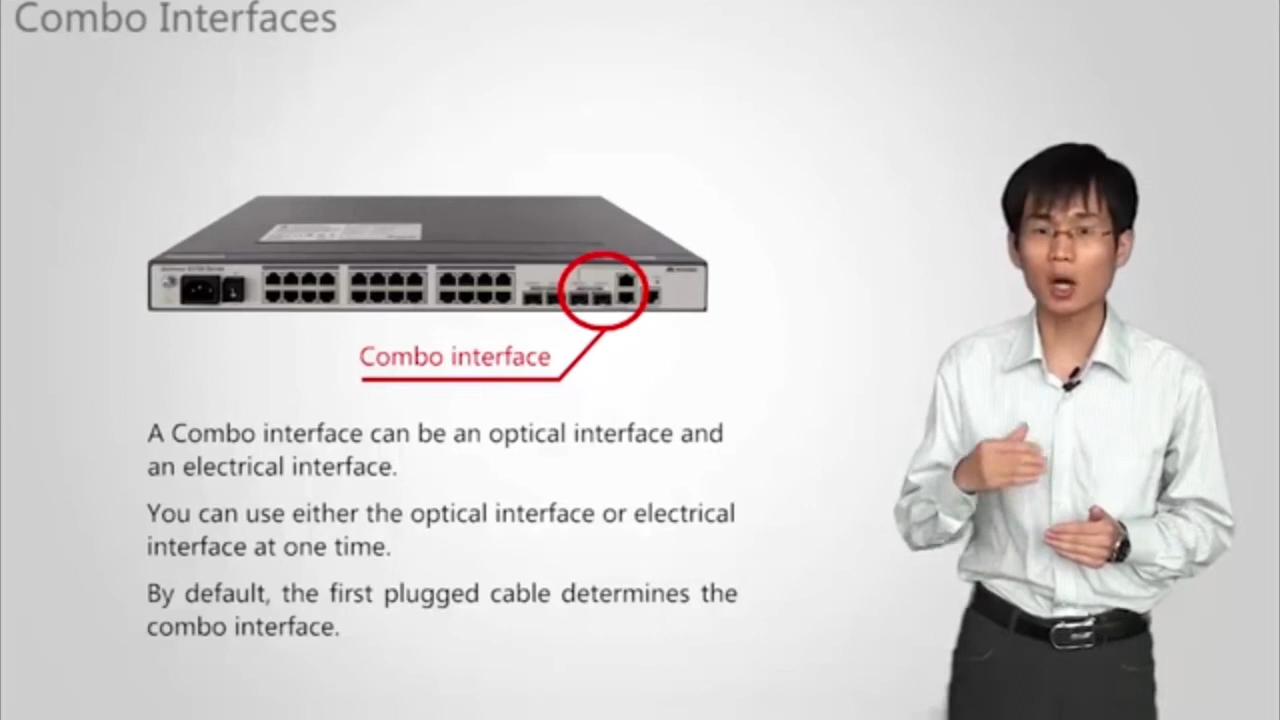 Combo Interfaces
Combo interface
A Combo interface can be an optical interface and
an electrical interface.
You can use either the optical interface or electrical
interface at one time.
By default, the first plugged cable determines the
combo interface.